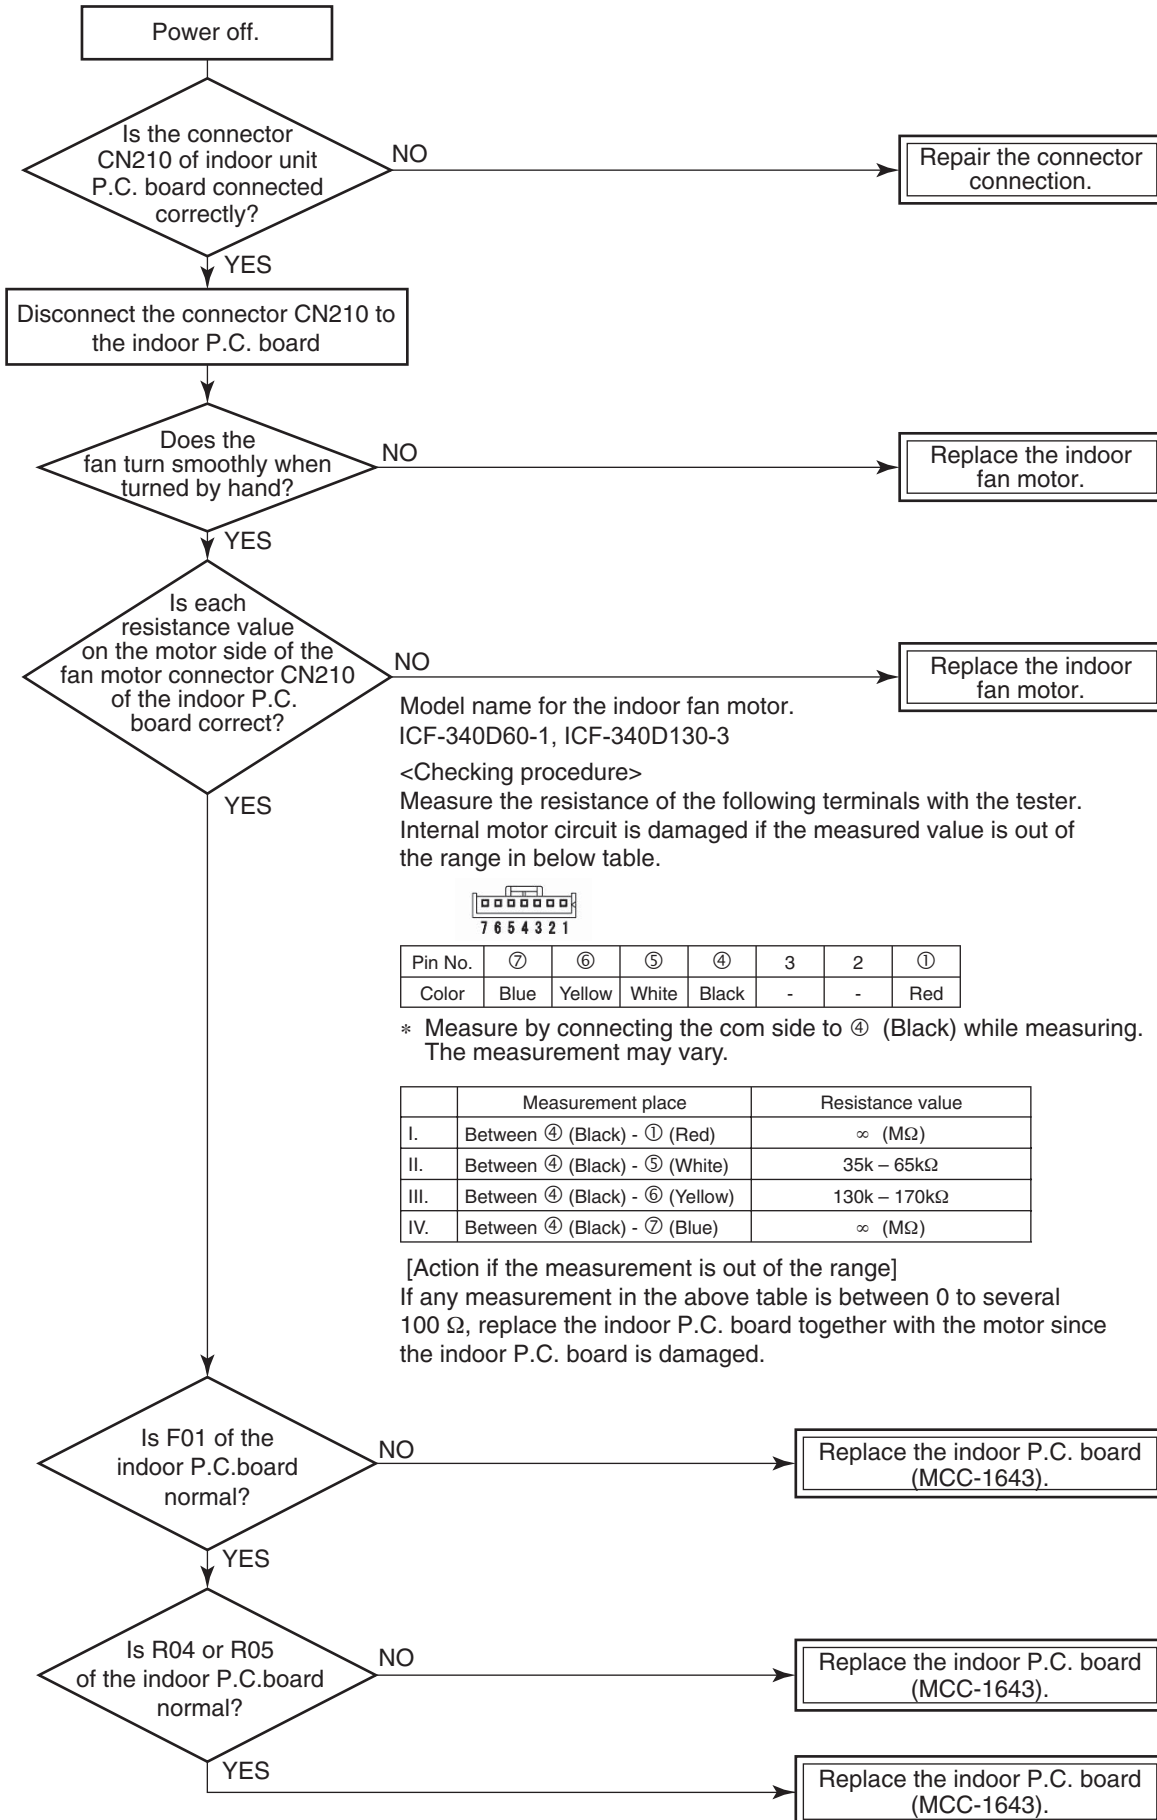 Power off.
Is the connector
CN210 of indoor unit
P.C. board connected
correctly?
NO
Repair the connector
connection.
YES
Disconnect the connector CN210 to
the indoor P.C. board
Does the
fan turn smoothly when
turned by hand?
NO
Replace the indoor
fan motor.
YES
Is each
resistance value
on the motor side of the
fan motor connector CN210
of the indoor P.C.
board correct?
NO
Replace the indoor
fan motor.
YES
Model name for the indoor fan motor.
ICF-340D60-1, ICF-340D130-3
<Checking procedure>
Measure the resistance of the following terminals with the tester.
Internal motor circuit is damaged if the measured value is out of
the range in below table.
7 6 5 4 3 2 1
Pin No. ⑦ ⑥ ⑤ ④ 3 2 ①
Color Blue Yellow White Black - - Red
* Measure by connecting the com side to ④ (Black) while measuring.
The measurement may vary.
Measurement place Resistance value
I. Between ④ (Black) - ① (Red) ∞ (MΩ)
II. Between ④ (Black) - ⑤ (White) 35k – 65kΩ
III. Between ④ (Black) - ⑥ (Yellow) 130k – 170kΩ
IV. Between ④ (Black) - ⑦ (Blue) ∞ (MΩ)
[Action if the measurement is out of the range]
If any measurement in the above table is between 0 to several
100 Ω, replace the indoor P.C. board together with the motor since
the indoor P.C. board is damaged.
Is F01 of the
indoor P.C.board
normal?
NO
Replace the indoor P.C. board
(MCC-1643).
YES
Is R04 or R05
of the indoor P.C.board
normal?
NO
Replace the indoor P.C. board
(MCC-1643).
YES
Replace the indoor P.C. board
(MCC-1643).